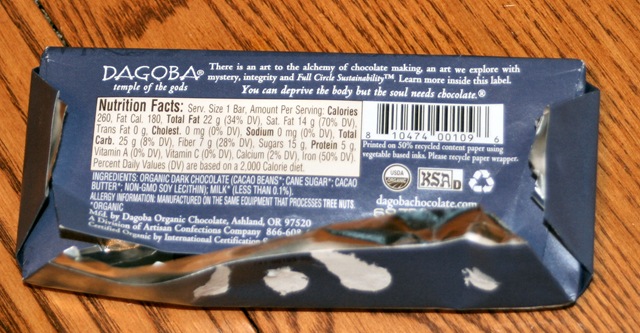 DAGOBA®
temple of the gods
There is an art to the alchemy of chocolate making, an art we explore with
mystery, integrity and Full Circle Sustainability™. Learn more inside this label.
You can deprive the body but the soul needs chocolate.®
Nutrition Facts: Serv. Size 1 Bar, Amount Per Serving: Calories
260, Fat Cal. 180, Total Fat 22 g (34% DV), Sat. Fat 14 g (70% DV),
Trans Fat 0 g, Cholest. 0 mg (0% DV), Sodium 0 mg (0% DV), Total
Carb. 25 g (8% DV), Fiber 7 g (28% DV), Sugars 15 g, Protein 5 g,
Vitamin A (0% DV), Vitamin C (0% DV), Calcium (2% DV), Iron (50% DV).
Percent Daily Values (DV) are based on a 2,000 Calorie diet.
INGREDIENTS: ORGANIC DARK CHOCOLATE (CACAO BEANS*; CANE SUGAR*; CACAO
BUTTER*; NON-GMO SOY LECITHIN); MILK* (LESS THAN 0.1%).
ALLERGY INFORMATION: MANUFACTURED ON THE SAME EQUIPMENT THAT PROCESSES TREE NUTS.
*ORGANIC
Mfd. by Dagoba Organic Chocolate, Ashland, OR 97520
A Division of Artisan Confections Company 866-608
Certified Organic by International Certification
8 10474 00109 6
Printed on 50% recycled content paper using
vegetable based inks. Please recycle paper wrapper.
USDA
ORGANIC
KSA D
dagobachocolate.com